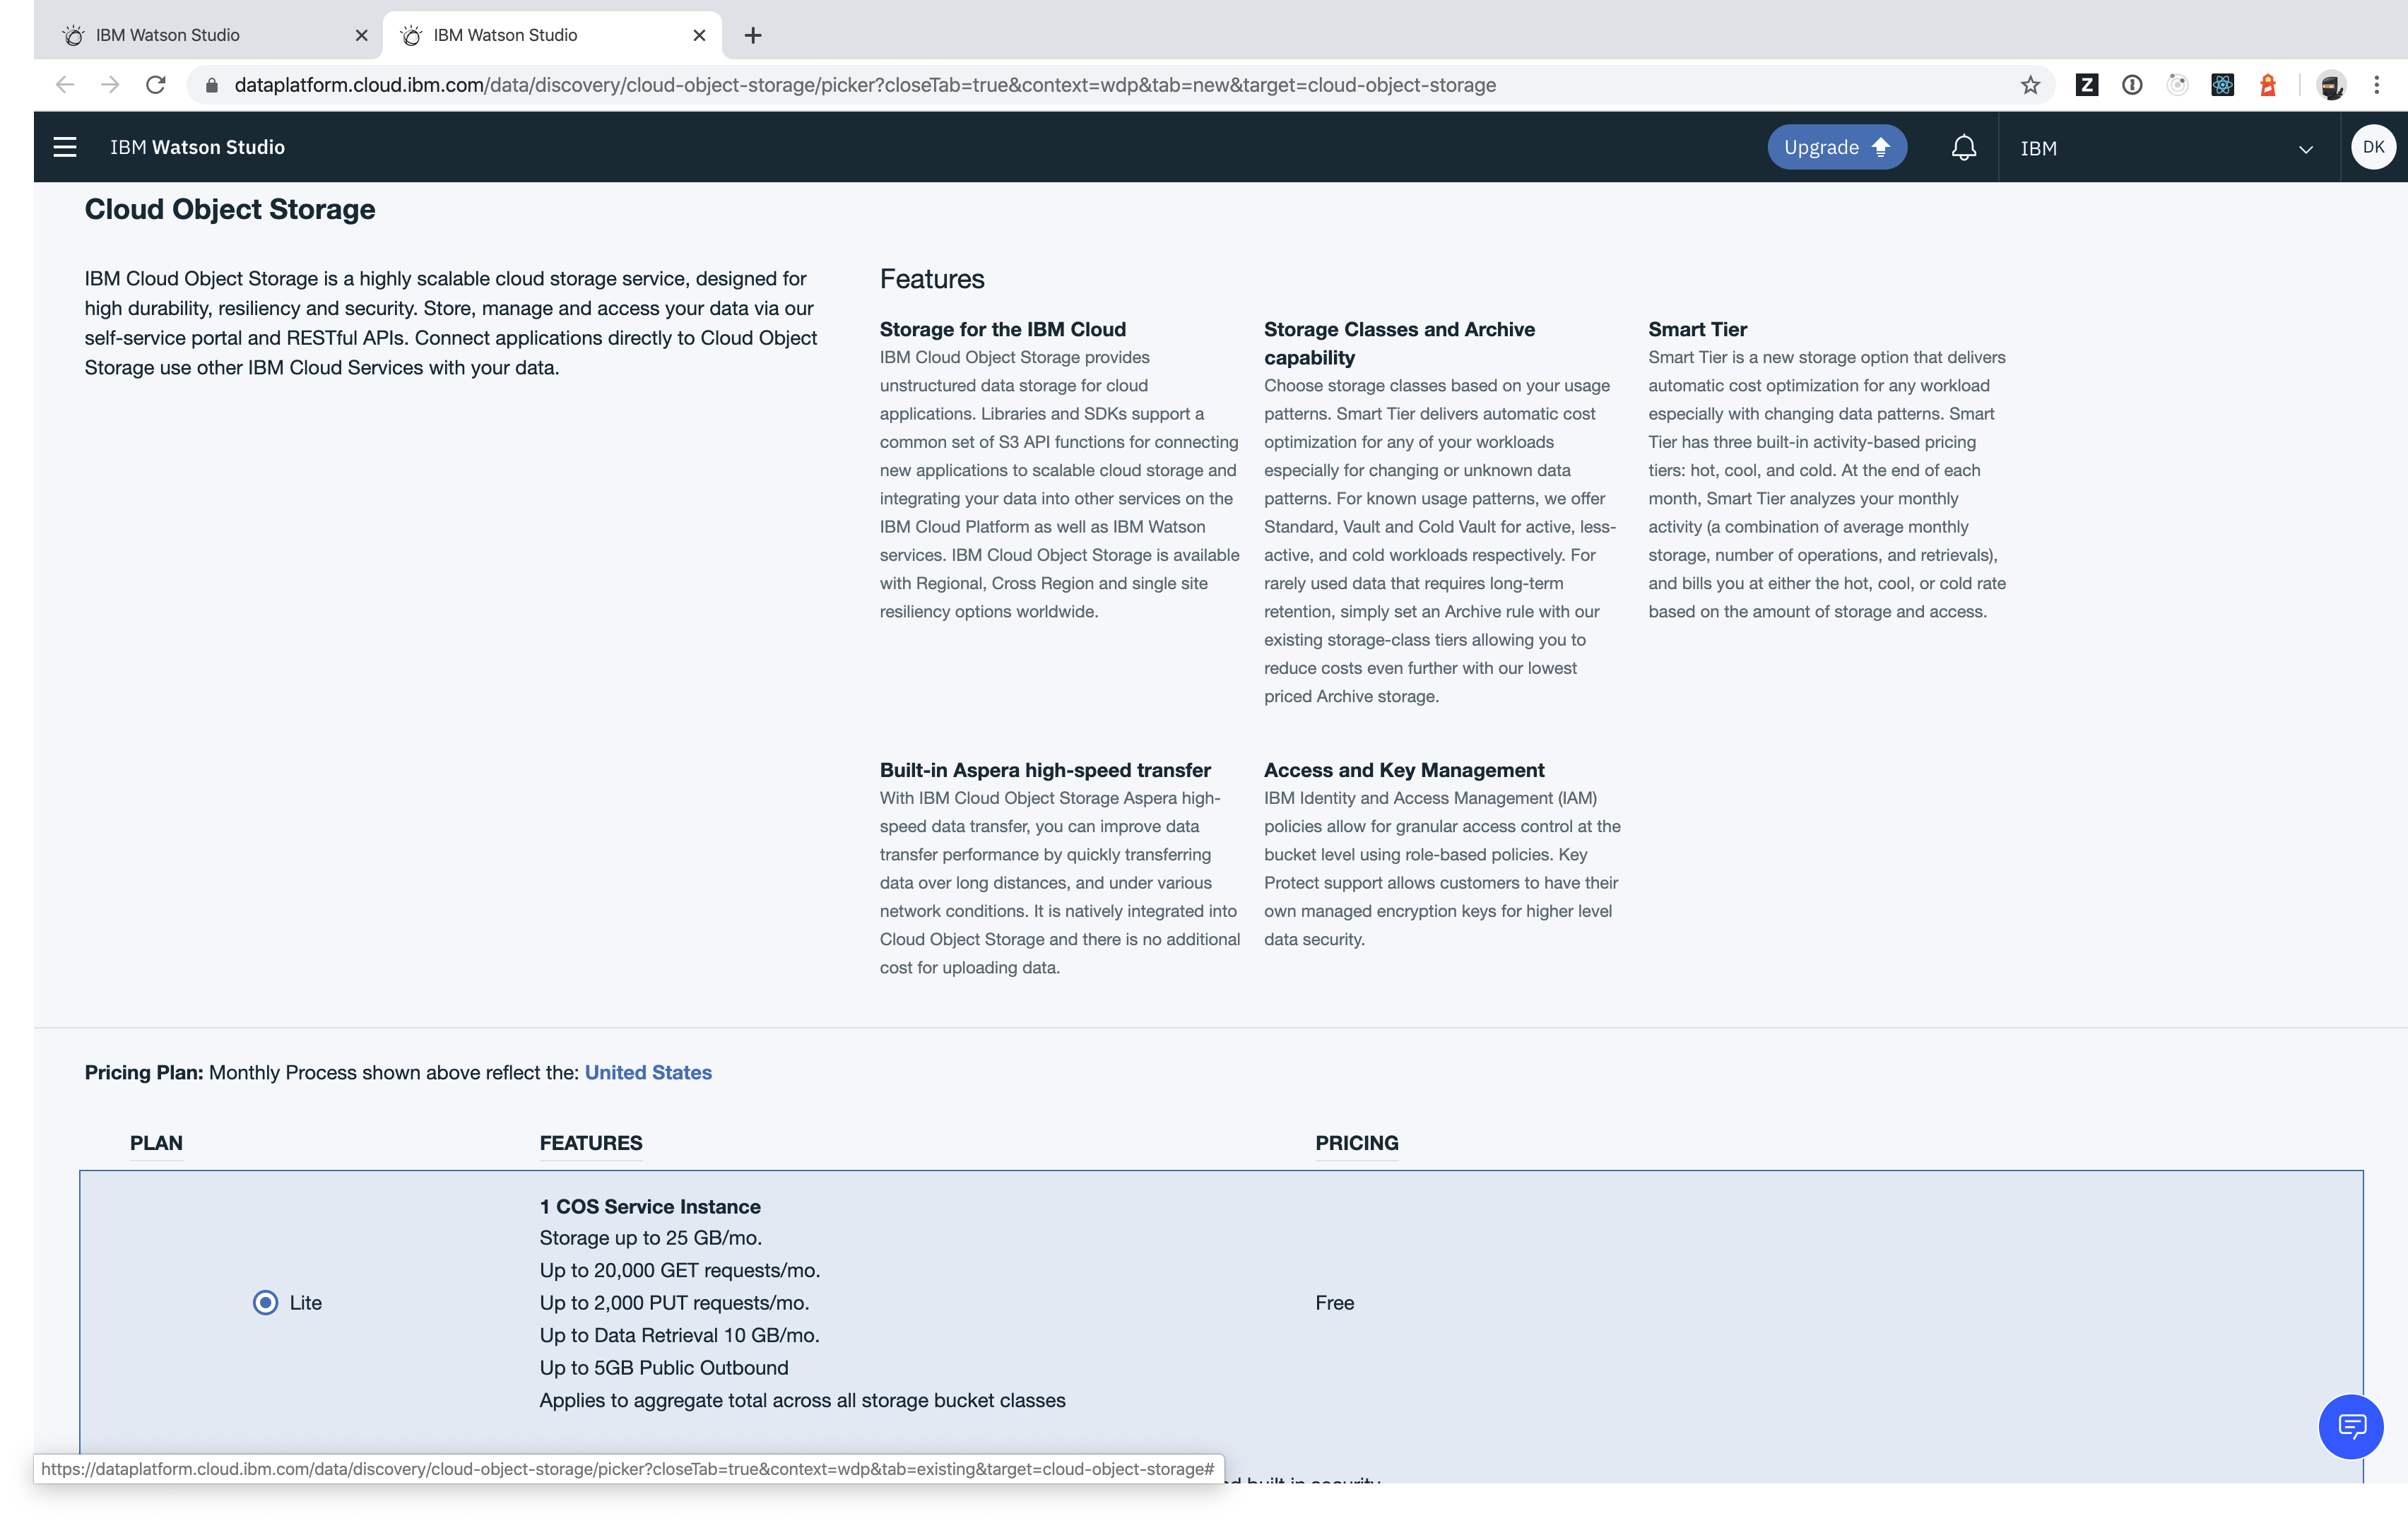 IBM Watson Studio
IBM Watson Studio
dataplatform.cloud.ibm.com/data/discovery/cloud-object-storage/picker?closeTab=true&context=wdp&tab=new&target=cloud-object-storage
Z
IBM Watson Studio
Upgrade
IBM
DK
Cloud Object Storage
IBM Cloud Object Storage is a highly scalable cloud storage service, designed for
high durability, resiliency and security. Store, manage and access your data via our
self-service portal and RESTful APIs. Connect applications directly to Cloud Object
Storage use other IBM Cloud Services with your data.
Features
Storage for the IBM Cloud
IBM Cloud Object Storage provides
unstructured data storage for cloud
applications. Libraries and SDKs support a
common set of S3 API functions for connecting
new applications to scalable cloud storage and
integrating your data into other services on the
IBM Cloud Platform as well as IBM Watson
services. IBM Cloud Object Storage is available
with Regional, Cross Region and single site
resiliency options worldwide.
Storage Classes and Archive
capability
Choose storage classes based on your usage
patterns. Smart Tier delivers automatic cost
optimization for any of your workloads
especially for changing or unknown data
patterns. For known usage patterns, we offer
Standard, Vault and Cold Vault for active, less-
active, and cold workloads respectively. For
rarely used data that requires long-term
retention, simply set an Archive rule with our
existing storage-class tiers allowing you to
reduce costs even further with our lowest
priced Archive storage.
Smart Tier
Smart Tier is a new storage option that delivers
automatic cost optimization for any workload
especially with changing data patterns. Smart
Tier has three built-in activity-based pricing
tiers: hot, cool, and cold. At the end of each
month, Smart Tier analyzes your monthly
activity (a combination of average monthly
storage, number of operations, and retrievals),
and bills you at either the hot, cool, or cold rate
based on the amount of storage and access.
Built-in Aspera high-speed transfer
With IBM Cloud Object Storage Aspera high-
speed data transfer, you can improve data
transfer performance by quickly transferring
data over long distances, and under various
network conditions. It is natively integrated into
Cloud Object Storage and there is no additional
cost for uploading data.
Access and Key Management
IBM Identity and Access Management (IAM)
policies allow for granular access control at the
bucket level using role-based policies. Key
Protect support allows customers to have their
own managed encryption keys for higher level
data security.
Pricing Plan: Monthly Process shown above reflect the: United States
PLAN
FEATURES
PRICING
Lite
1 COS Service Instance
Storage up to 25 GB/mo.
Up to 20,000 GET requests/mo.
Up to 2,000 PUT requests/mo.
Up to Data Retrieval 10 GB/mo.
Up to 5GB Public Outbound
Applies to aggregate total across all storage bucket classes
Free
https://dataplatform.cloud.ibm.com/data/discovery/cloud-object-storage/picker?closeTab=true&context=wdp&tab=existing&target=cloud-object-storage#
built in security